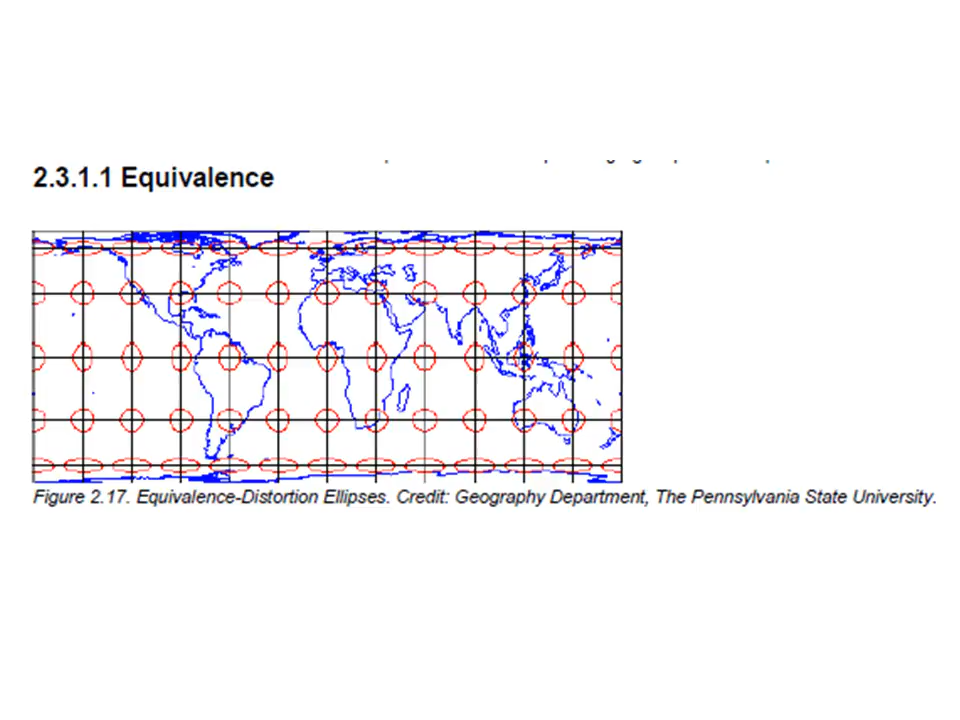 2.3.1.1 Equivalence
Figure 2.17. Equivalence-Distortion Ellipses. Credit: Geography Department, The Pennsylvania State University.